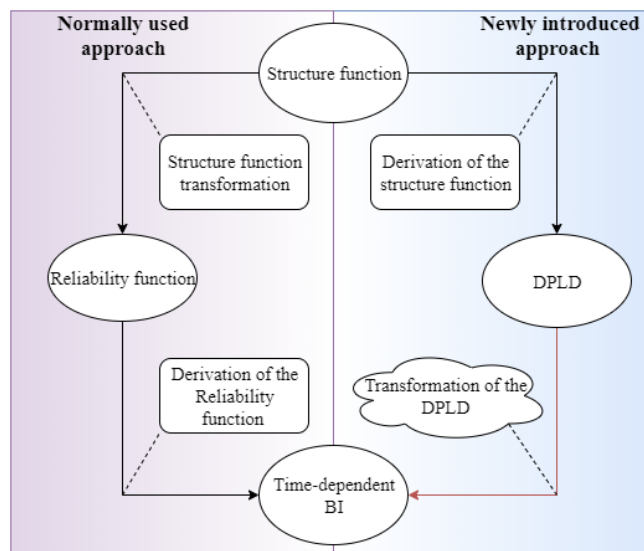 Normally used
approach
Newly introduced
approach
Structure function
Structure function
transformation
Derivation of the
structure function
Reliability function
DPLD
Derivation of the
Reliability
function
Transformation of the
DPLD
Time-dependent
BI